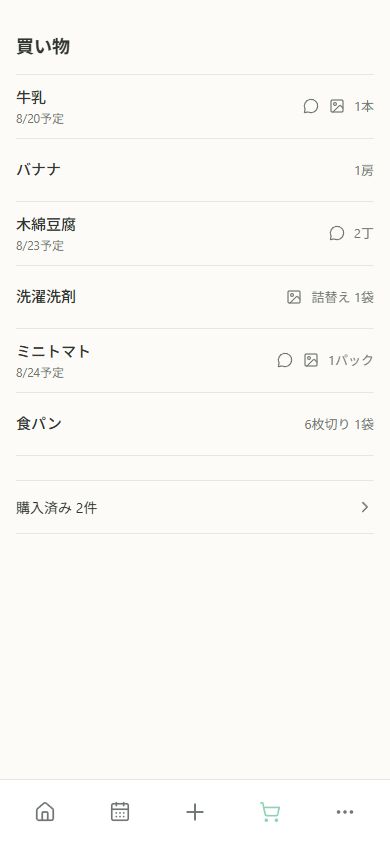 買い物
牛乳
8/20予定
1本
バナナ
1房
木綿豆腐
8/23予定
2丁
洗濯洗剤
詰替え 1袋
ミニトマト
8/24予定
1パック
食パン
6枚切り 1袋
購入済み 2件